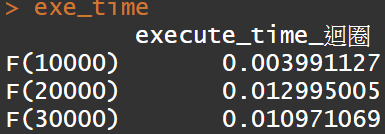 > exe_time
execute_time_迴圈
F(10000) 0.003991127
F(20000) 0.012995005
F(30000) 0.010971069